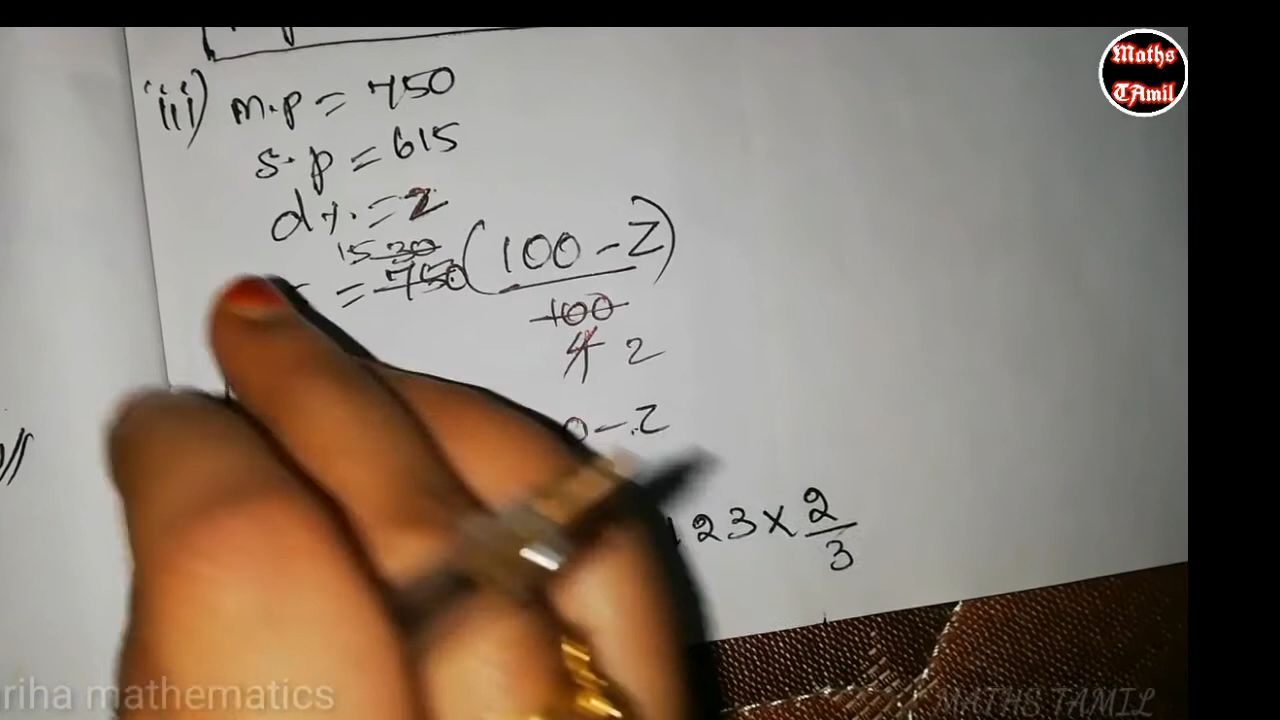 Maths
TAmil
iii) m.p = 750
s.p = 615
d%. = z
15 30
= 750 (100 - z)
100
4 2
0 - z
123 x 2/3
riha mathematics
MATHS TAMIL